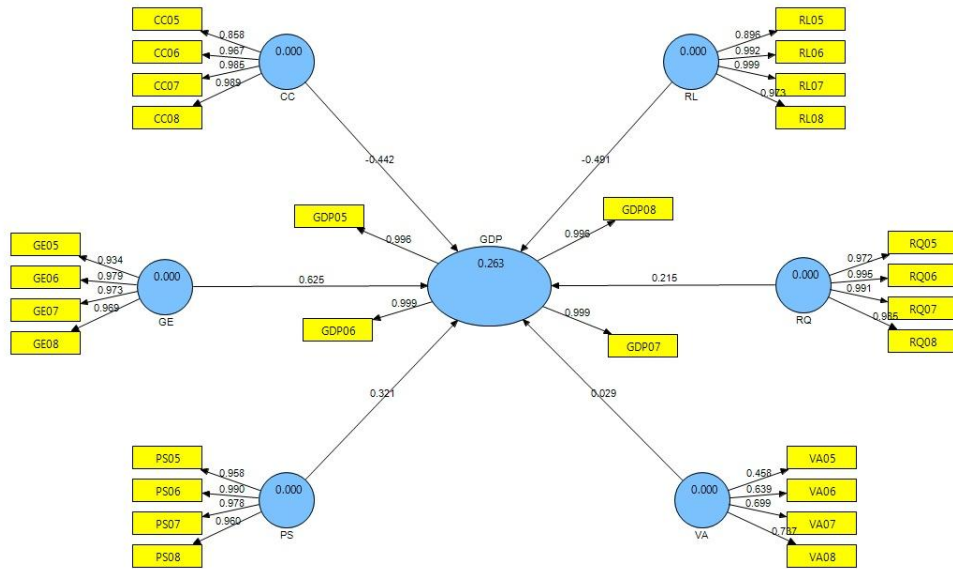 CC05
0.858
CC06
0.967
CC07
0.985
CC08
0.989
0.000
CC
RL05
0.896
RL06
0.992
RL07
0.999
RL08
0.973
0.000
RL
-0.442
-0.491
GDP05
0.996
GDP08
0.996
GDP
0.263
GDP06
0.999
GDP07
0.999
GE05
0.934
GE06
0.979
GE07
0.973
GE08
0.969
0.000
GE
0.625
RQ05
0.972
RQ06
0.995
RQ07
0.991
RQ08
0.000
RQ
0.215
0.321
0.029
PS05
0.958
PS06
0.990
PS07
0.978
PS08
0.960
0.000
PS
VA05
0.458
VA06
0.639
VA07
0.699
VA08
0.000
VA